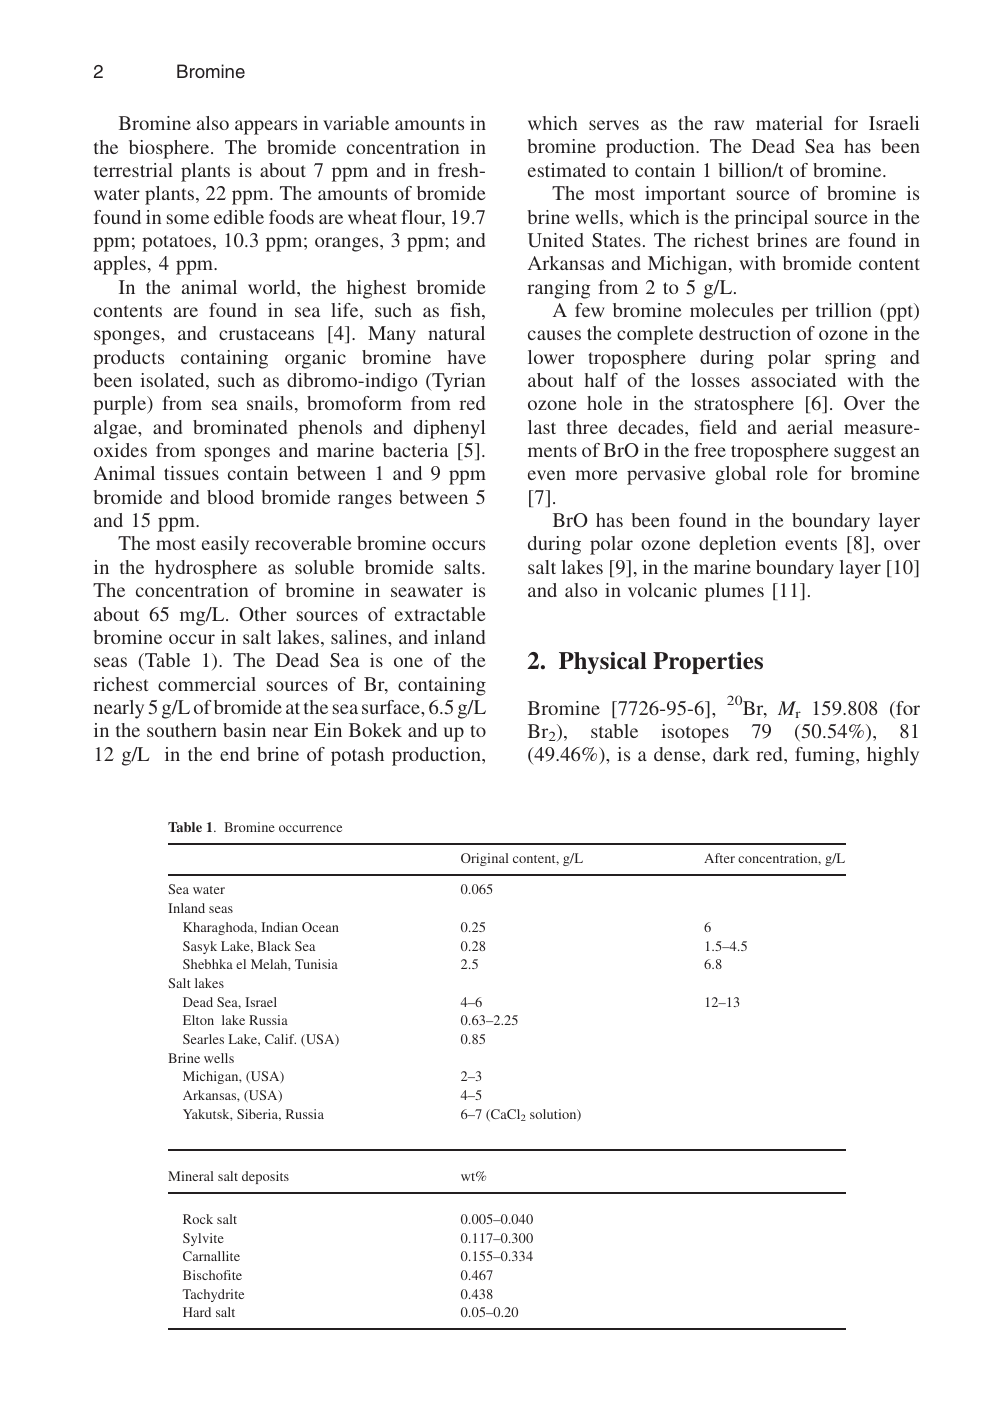 2 Bromine
Bromine also appears in variable amounts in
the biosphere. The bromide concentration in
terrestrial plants is about 7 ppm and in fresh-
water plants, 22 ppm. The amounts of bromide
found in some edible foods are wheat flour, 19.7
ppm; potatoes, 10.3 ppm; oranges, 3 ppm; and
apples, 4 ppm.
In the animal world, the highest bromide
contents are found in sea life, such as fish,
sponges, and crustaceans [4]. Many natural
products containing organic bromine have
been isolated, such as dibromo-indigo (Tyrian
purple) from sea snails, bromoform from red
algae, and brominated phenols and diphenyl
oxides from sponges and marine bacteria [5].
Animal tissues contain between 1 and 9 ppm
bromide and blood bromide ranges between 5
and 15 ppm.
The most easily recoverable bromine occurs
in the hydrosphere as soluble bromide salts.
The concentration of bromine in seawater is
about 65 mg/L. Other sources of extractable
bromine occur in salt lakes, salines, and inland
seas (Table 1). The Dead Sea is one of the
richest commercial sources of Br, containing
nearly 5 g/L of bromide at the sea surface, 6.5 g/L
in the southern basin near Ein Bokek and up to
12 g/L in the end brine of potash production,
which serves as the raw material for Israeli
bromine production. The Dead Sea has been
estimated to contain 1 billion/t of bromine.
The most important source of bromine is
brine wells, which is the principal source in the
United States. The richest brines are found in
Arkansas and Michigan, with bromide content
ranging from 2 to 5 g/L.
A few bromine molecules per trillion (ppt)
causes the complete destruction of ozone in the
lower troposphere during polar spring and
about half of the losses associated with the
ozone hole in the stratosphere [6]. Over the
last three decades, field and aerial measure-
ments of BrO in the free troposphere suggest an
even more pervasive global role for bromine
[7].
BrO has been found in the boundary layer
during polar ozone depletion events [8], over
salt lakes [9], in the marine boundary layer [10]
and also in volcanic plumes [11].
2. Physical Properties
Bromine [7726-95-6], ²⁰Br, Mᵣ 159.808 (for
Br₂), stable isotopes 79 (50.54%), 81
(49.46%), is a dense, dark red, fuming, highly
Table 1. Bromine occurrence
Original content, g/L After concentration, g/L
Sea water 0.065
Inland seas
Kharaghoda, Indian Ocean 0.25 6
Sasyk Lake, Black Sea 0.28 1.5–4.5
Shebhka el Melah, Tunisia 2.5 6.8
Salt lakes
Dead Sea, Israel 4–6 12–13
Elton lake Russia 0.63–2.25
Searles Lake, Calif. (USA) 0.85
Brine wells
Michigan, (USA) 2–3
Arkansas, (USA) 4–5
Yakutsk, Siberia, Russia 6–7 (CaCl₂ solution)
Mineral salt deposits wt%
Rock salt 0.005–0.040
Sylvite 0.117–0.300
Carnallite 0.155–0.334
Bischofite 0.467
Tachydrite 0.438
Hard salt 0.05–0.20